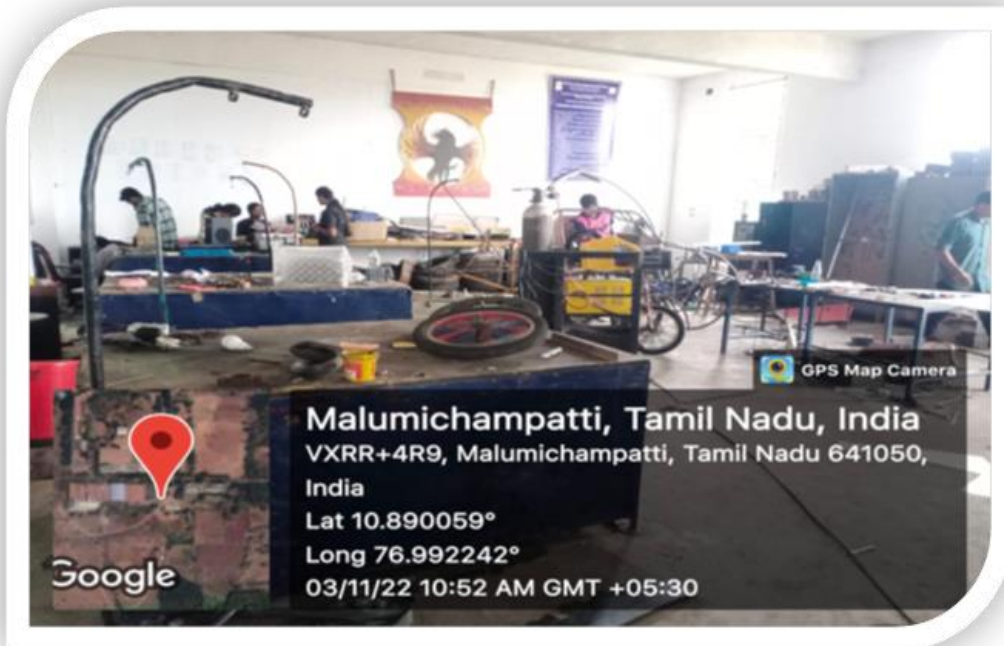 GPS Map Camera
Malumichampatti, Tamil Nadu, India
VXRR+4R9, Malumichampatti, Tamil Nadu 641050,
India
Lat 10.890059°
Long 76.992242°
03/11/22 10:52 AM GMT +05:30
Google